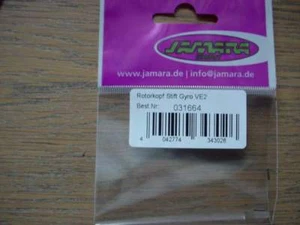 JAMARA
www.jamara.de | info@jamara.de
Rotorkopf Stift Gyro VE2
Best.Nr. 031664
4 042774 343026